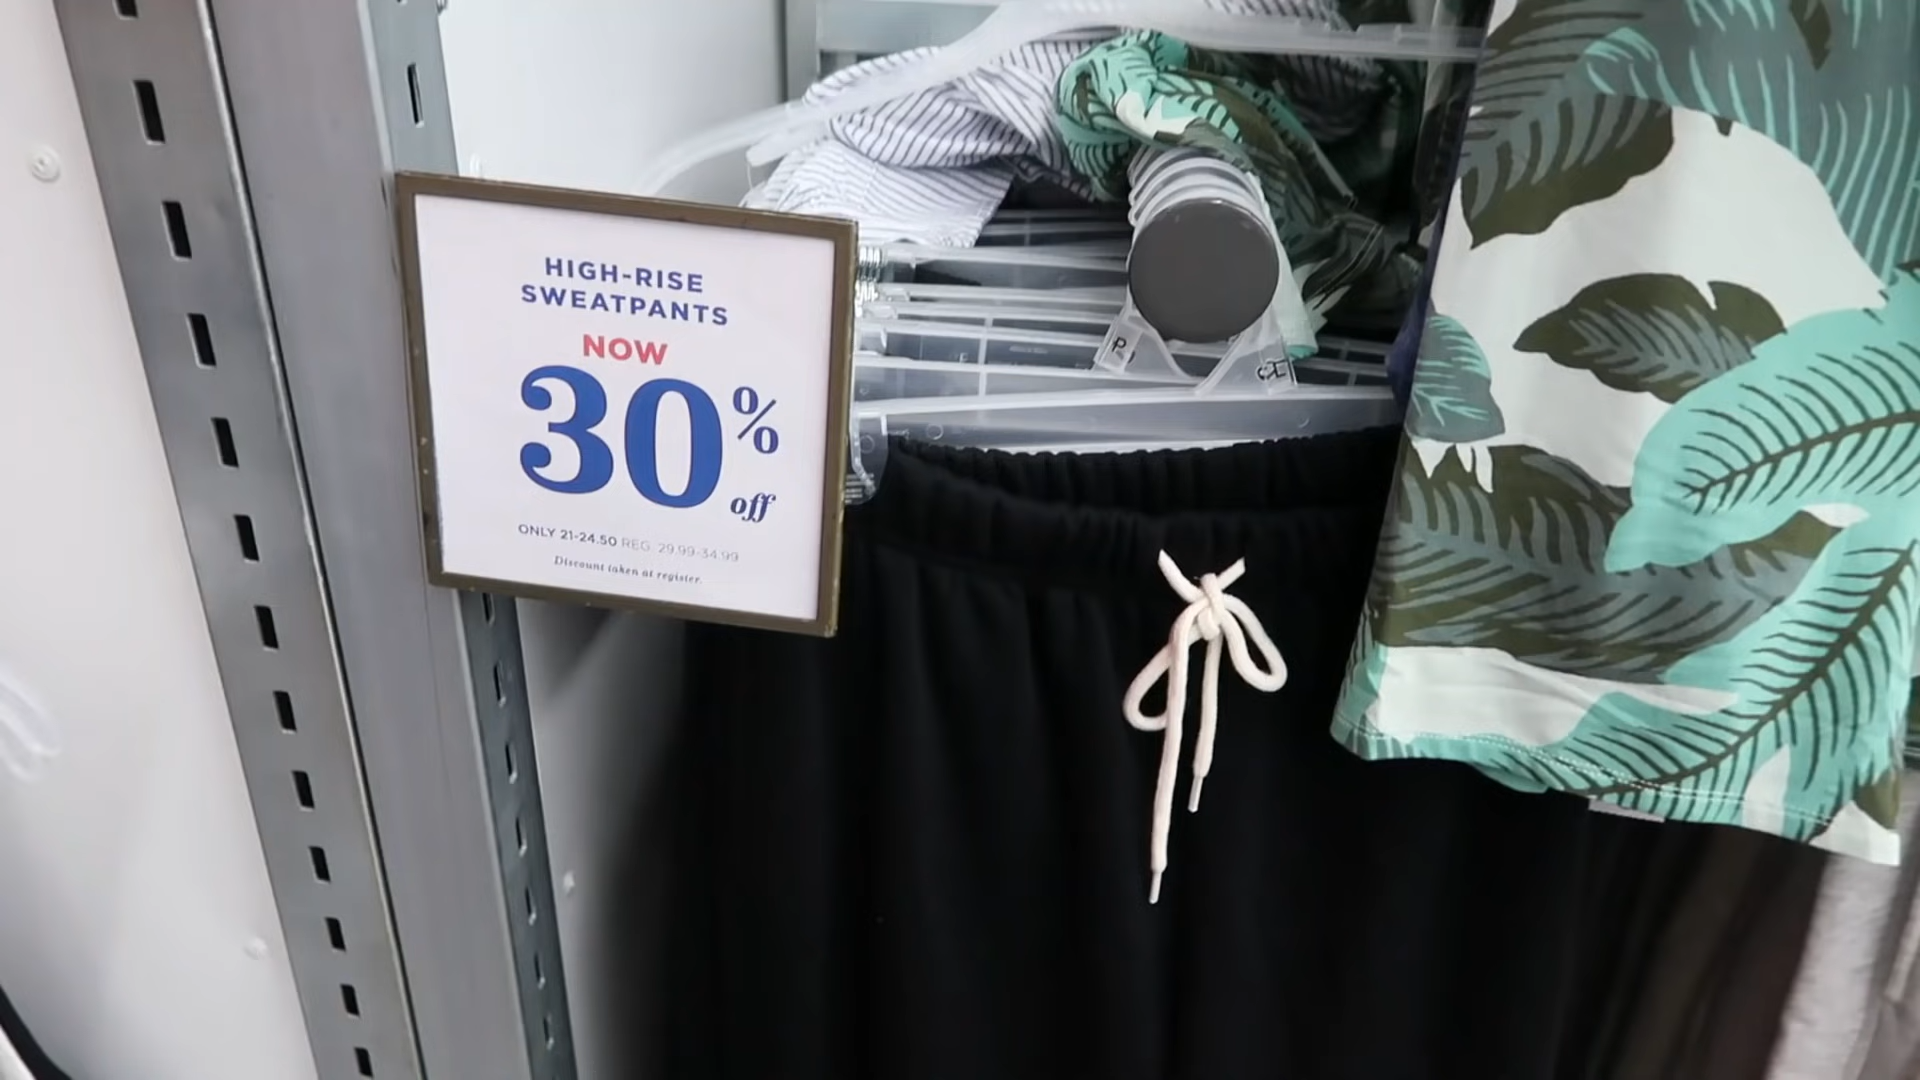 HIGH-RISE
SWEATPANTS
NOW
30% off
ONLY 21-24.50 REG. 29.99-34.99
Discount taken at register.
P